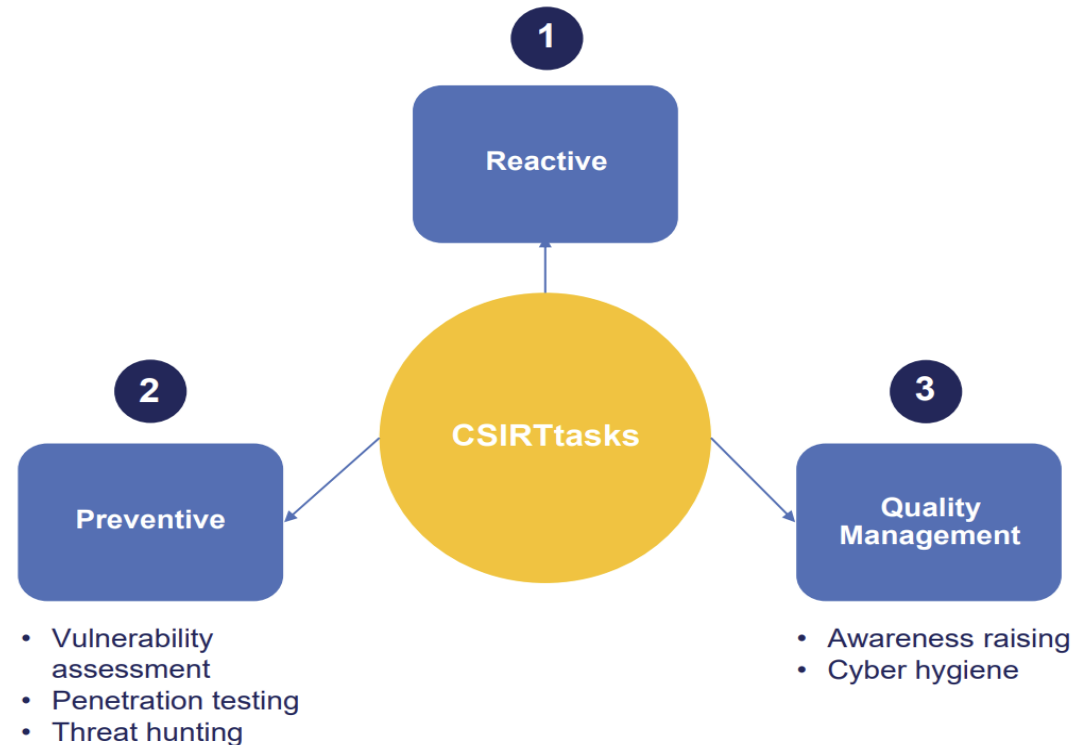 1
Reactive
CSIRTtasks
2
Preventive
• Vulnerability
assessment
• Penetration testing
• Threat hunting
3
Quality
Management
• Awareness raising
• Cyber hygiene